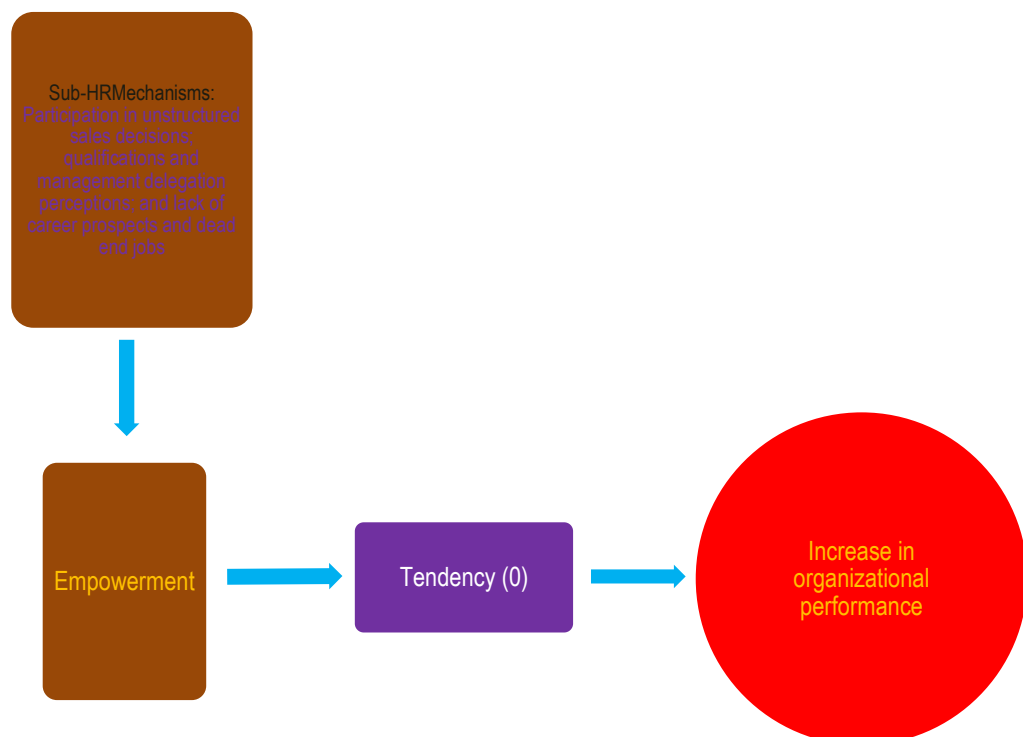 Sub-HRMechanisms:
Participation in unstructured
sales decisions;
qualifications and
management delegation
perceptions; and lack of
career prospects and dead
end jobs
Empowerment
Tendency (0)
Increase in
organizational
performance